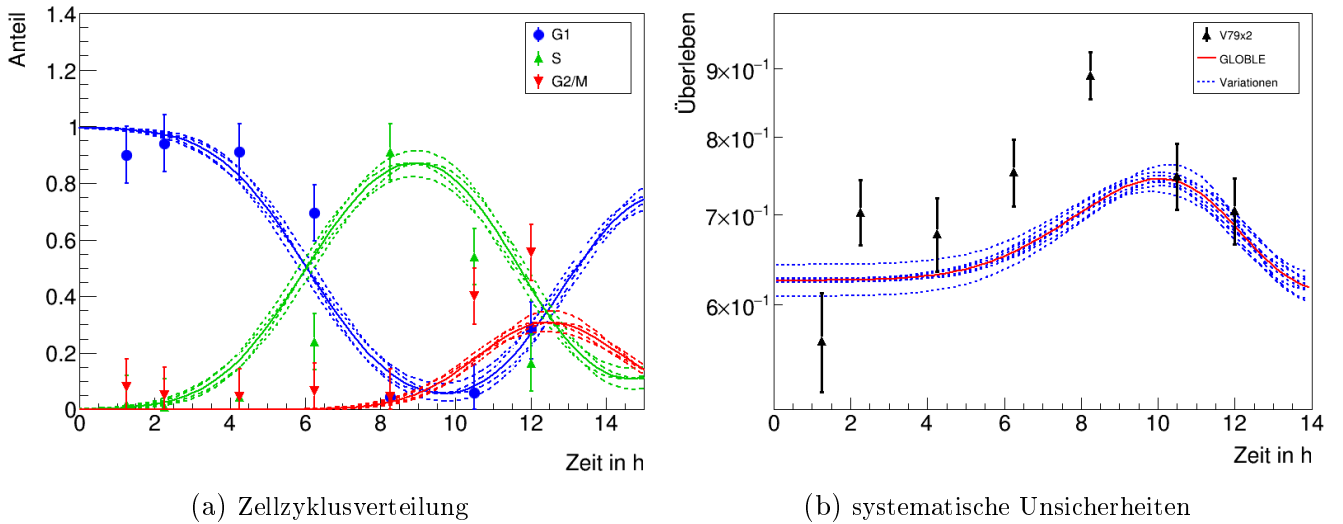 Anteil
1.4
1.2
1
0.8
0.6
0.4
0.2
0
0 2 4 6 8 10 12 14
Zeit in h
G1
S
G2/M
(a) Zellzyklusverteilung
Überleben
9×10⁻¹
8×10⁻¹
7×10⁻¹
6×10⁻¹
0 2 4 6 8 10 12 14
Zeit in h
V79x2
GLOBLE
Variationen
(b) systematische Unsicherheiten